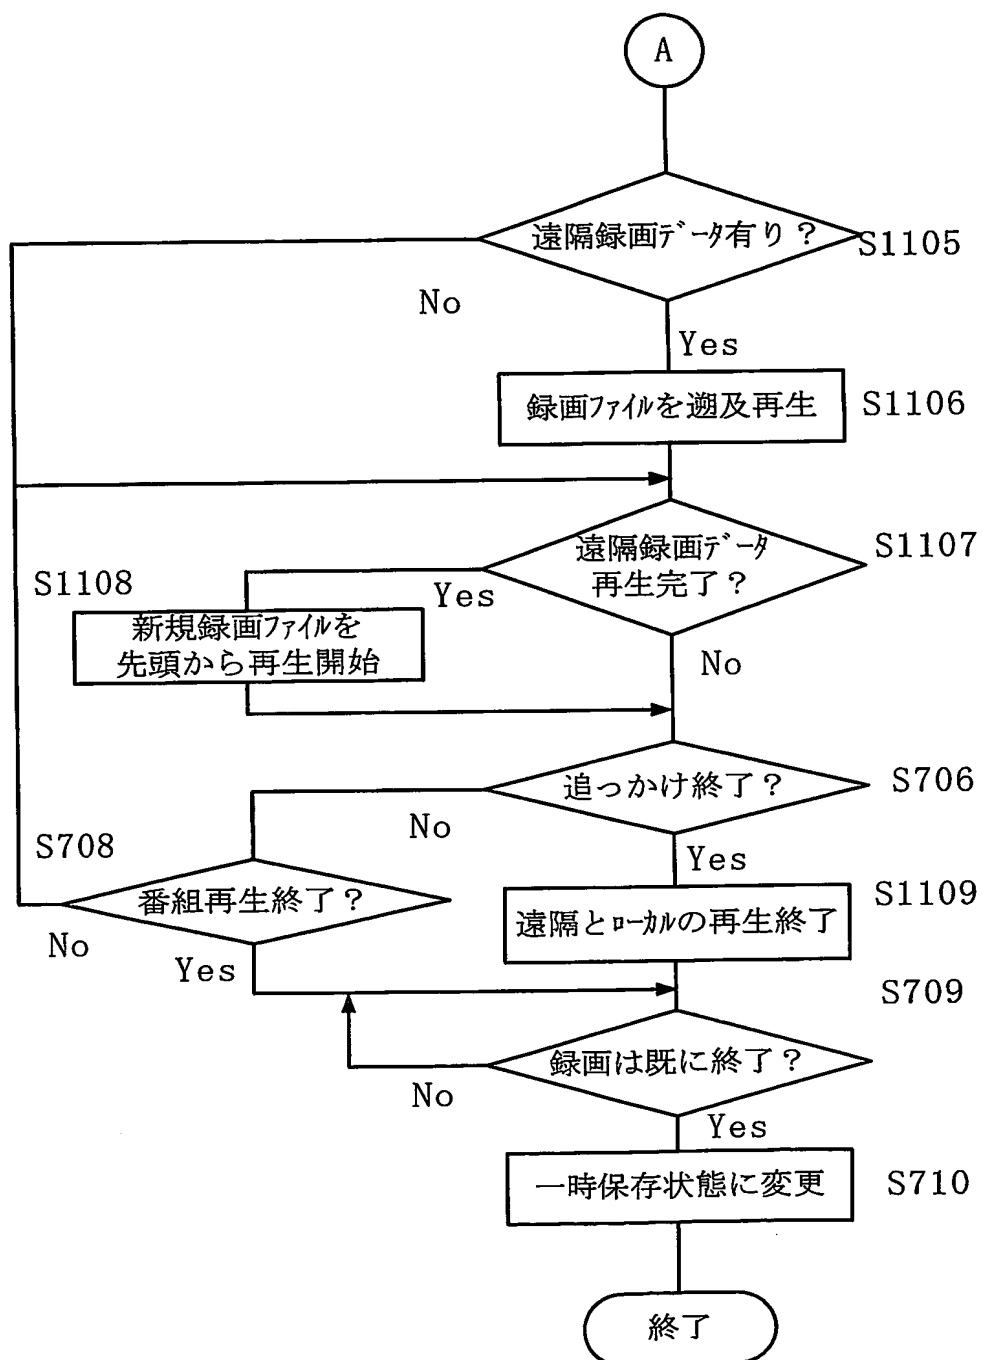 A
遠隔録画ﾃﾞｰﾀ有り？
S1105
No
Yes
録画ﾌｧｲﾙを遡及再生
S1106
遠隔録画ﾃﾞｰﾀ
再生完了？
S1107
S1108
Yes
新規録画ﾌｧｲﾙを
先頭から再生開始
No
追っかけ終了？
S706
No
S708
Yes
番組再生終了？
S1109
遠隔とﾛｰｶﾙの再生終了
No
Yes
S709
録画は既に終了？
No
Yes
一時保存状態に変更
S710
終了